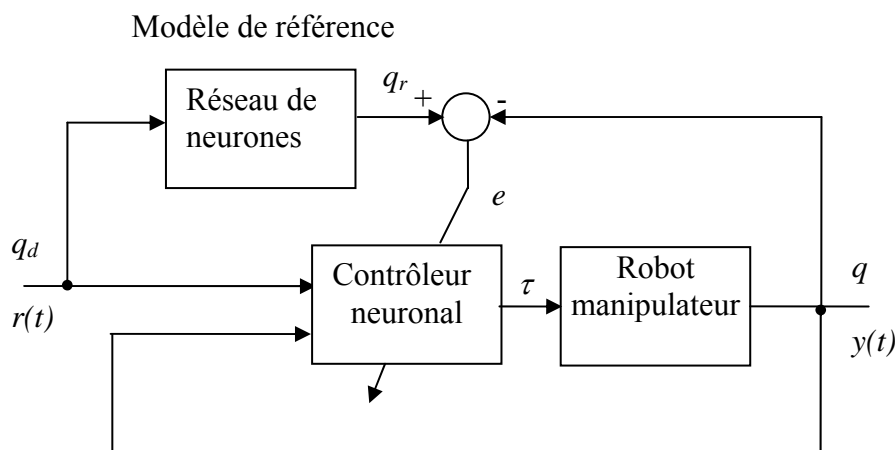 Modèle de référence
Réseau de
neurones
q_r
+
-
e
q_d
r(t)
Contrôleur
neuronal
τ
Robot
manipulateur
q
y(t)